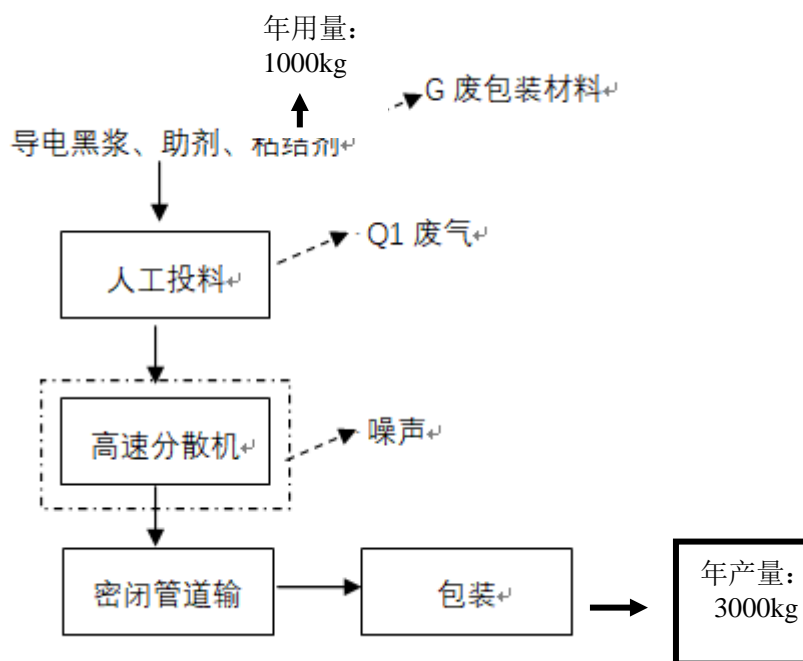 年用量：
1000kg
G 废包装材料↵
导电黑浆、助剂、粘结剂↵
Q1 废气↵
人工投料↵
高速分散机↵
噪声↵
密闭管道输
包装↵
年产量：
3000kg